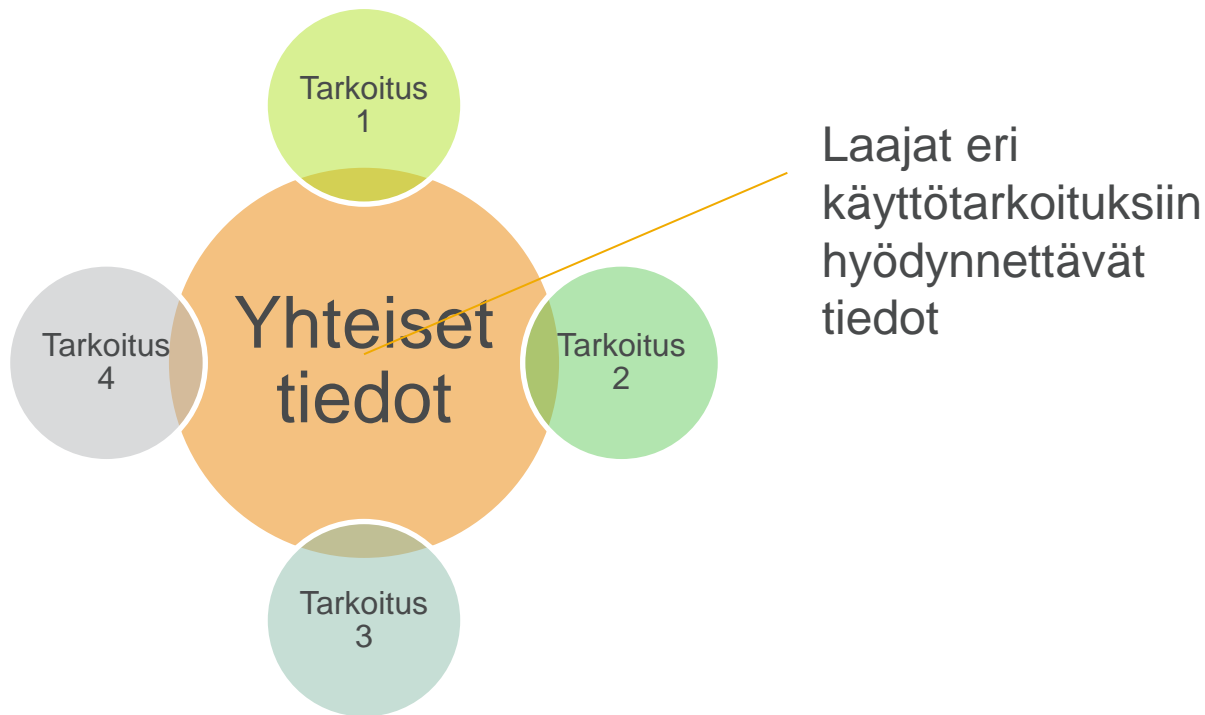 Tarkoitus
1
Laajat eri
käyttötarkoituksiin
hyödynnettävät
tiedot
Yhteiset
tiedot
Tarkoitus
4
Tarkoitus
2
Tarkoitus
3